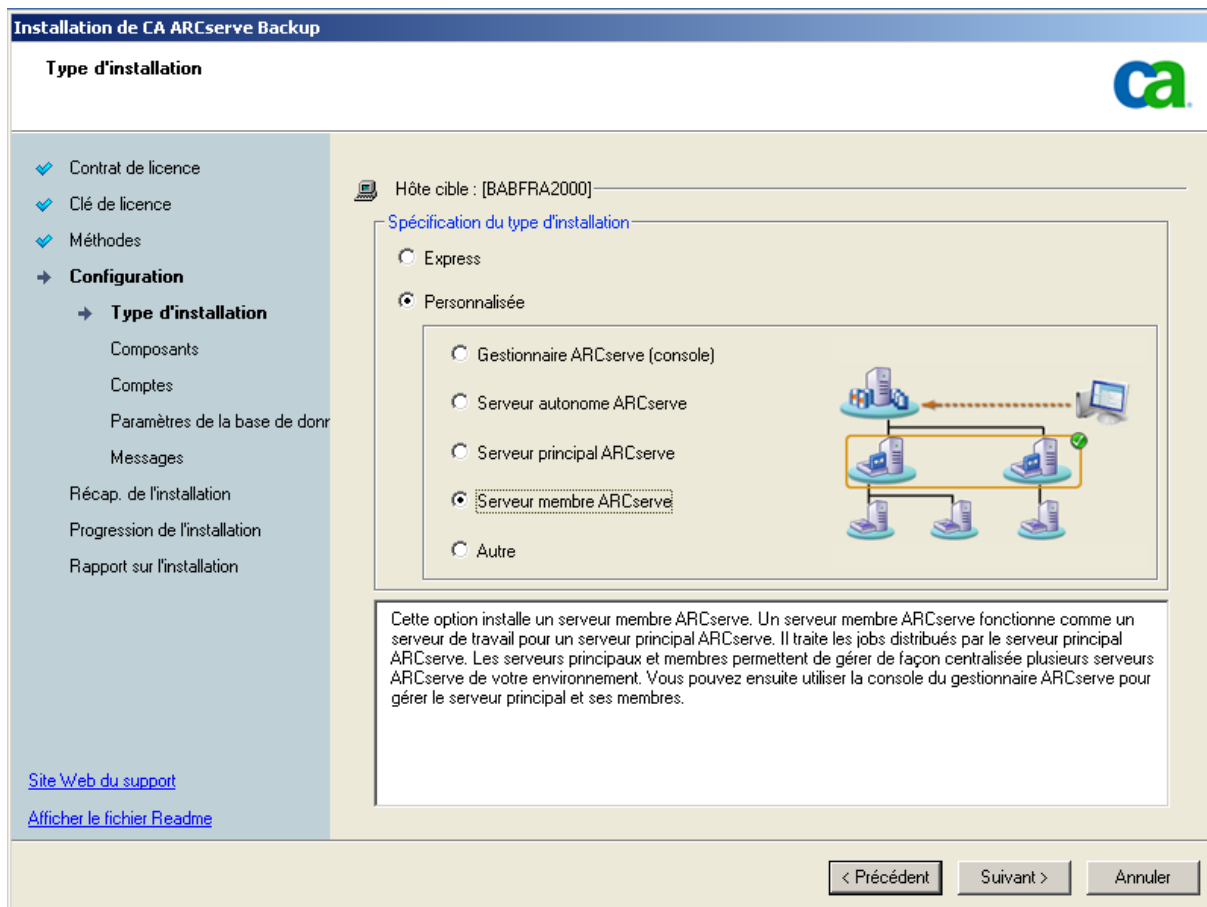 Installation de CA ARCserve Backup
Type d'installation
ca
Contrat de licence
Clé de licence
Méthodes
Configuration
Type d'installation
Composants
Comptes
Paramètres de la base de donr
Messages
Récap. de l'installation
Progression de l'installation
Rapport sur l'installation
Site Web du support
Afficher le fichier Readme
Hôte cible : [BABFRA2000]
Spécification du type d'installation
Express
Personnalisée
Gestionnaire ARCserve (console)
Serveur autonome ARCserve
Serveur principal ARCserve
Serveur membre ARCserve
Autre
Cette option installe un serveur membre ARCserve. Un serveur membre ARCserve fonctionne comme un
serveur de travail pour un serveur principal ARCserve. Il traite les jobs distribués par le serveur principal
ARCserve. Les serveurs principaux et membres permettent de gérer de façon centralisée plusieurs serveurs
ARCserve de votre environnement. Vous pouvez ensuite utiliser la console du gestionnaire ARCserve pour
gérer le serveur principal et ses membres.
< Précédent
Suivant >
Annuler